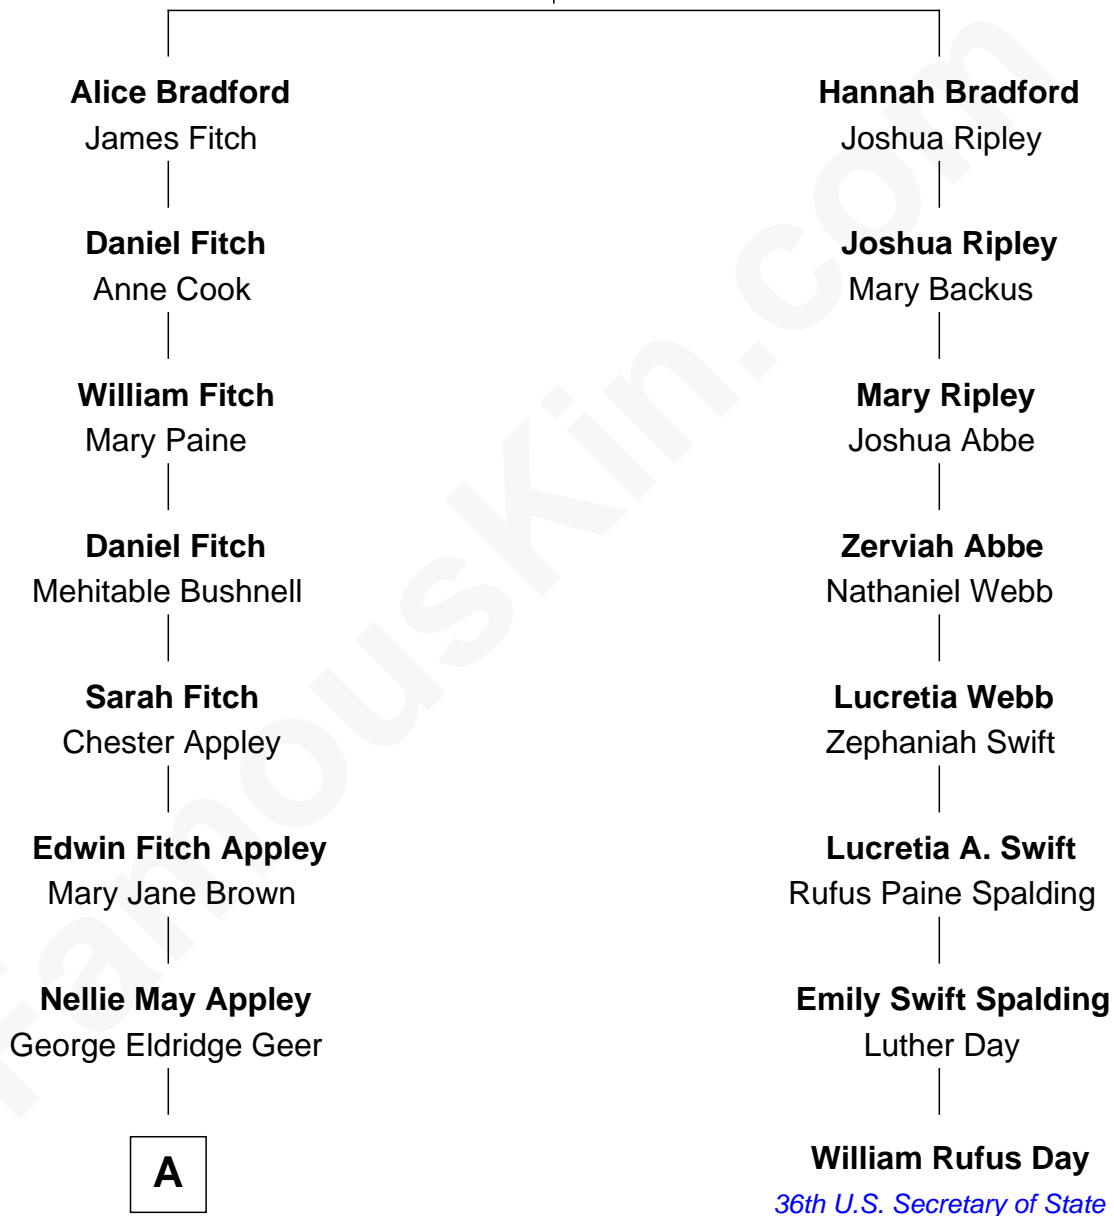 Alice Bradford
James Fitch
Daniel Fitch
Anne Cook
William Fitch
Mary Paine
Daniel Fitch
Mehitable Bushnell
Sarah Fitch
Chester Appley
Edwin Fitch Appley
Mary Jane Brown
Nellie May Appley
George Eldridge Geer
A
Hannah Bradford
Joshua Ripley
Joshua Ripley
Mary Backus
Mary Ripley
Joshua Abbe
Zerviah Abbe
Nathaniel Webb
Lucretia Webb
Zephaniah Swift
Lucretia A. Swift
Rufus Paine Spalding
Emily Swift Spalding
Luther Day
William Rufus Day
36th U.S. Secretary of State
FamousKin.com